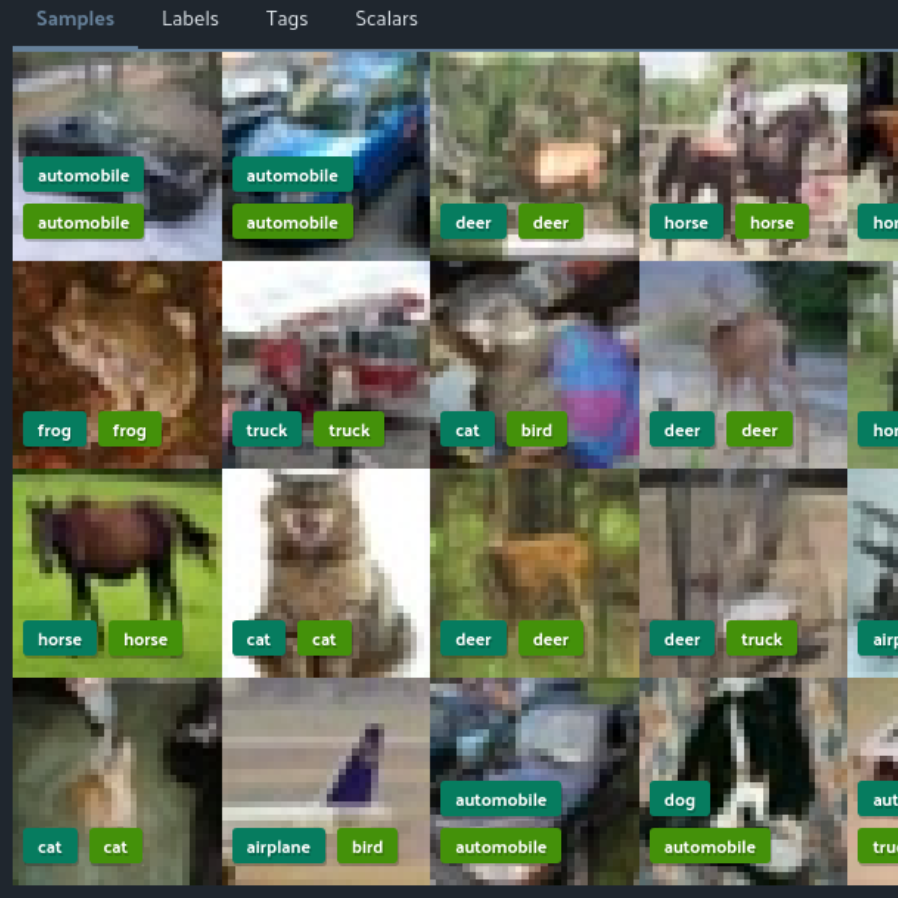 Samples Labels Tags Scalars
automobile automobile
automobile automobile deer deer horse horse hor
frog frog truck truck cat bird deer deer hor
horse horse cat cat deer deer deer truck airp
automobile dog aut
cat cat airplane bird automobile automobile tru